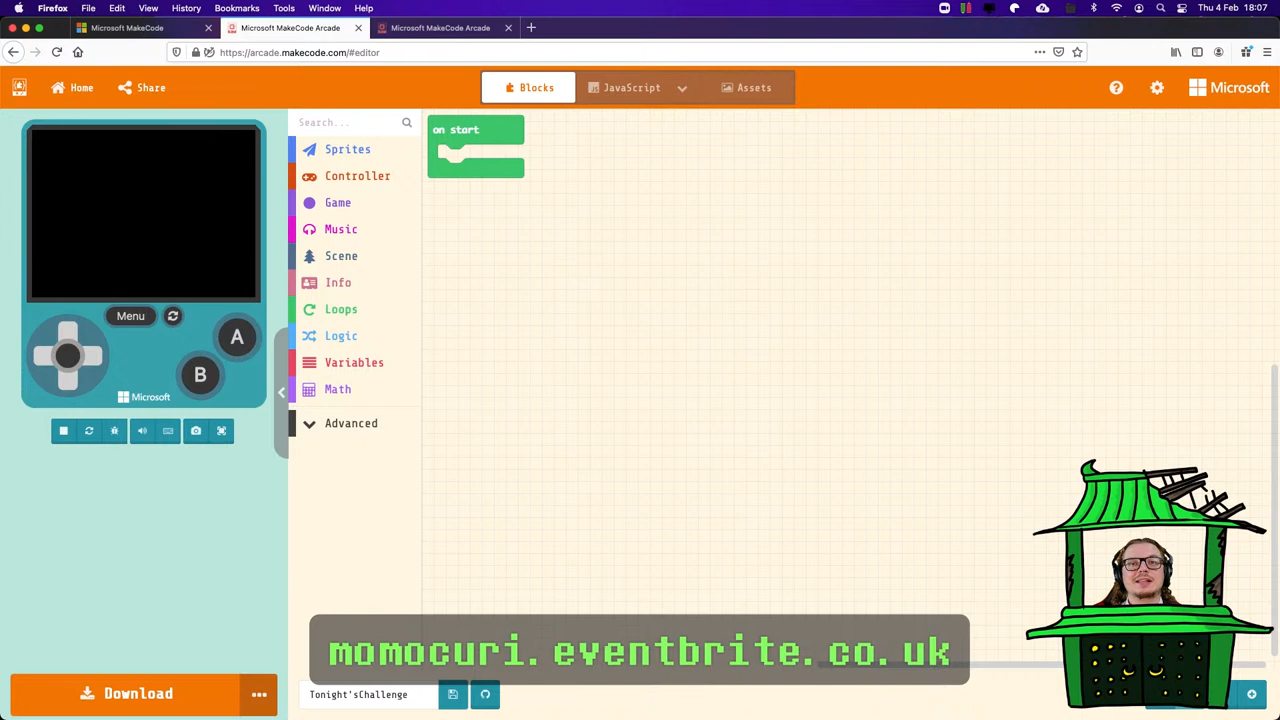 Firefox File Edit View History Bookmarks Tools Window Help Thu 4 Feb 18:07
Microsoft MakeCode
Microsoft MakeCode Arcade
Microsoft MakeCode Arcade
https://arcade.makecode.com/#editor
Home
Share
Blocks
JavaScript
Assets
Microsoft
Menu
A
B
Microsoft
Search...
Sprites
Controller
Game
Music
Scene
Info
Loops
Logic
Variables
Math
Advanced
on start
momocuri.eventbrite.co.uk
Download
Tonight'sChallenge